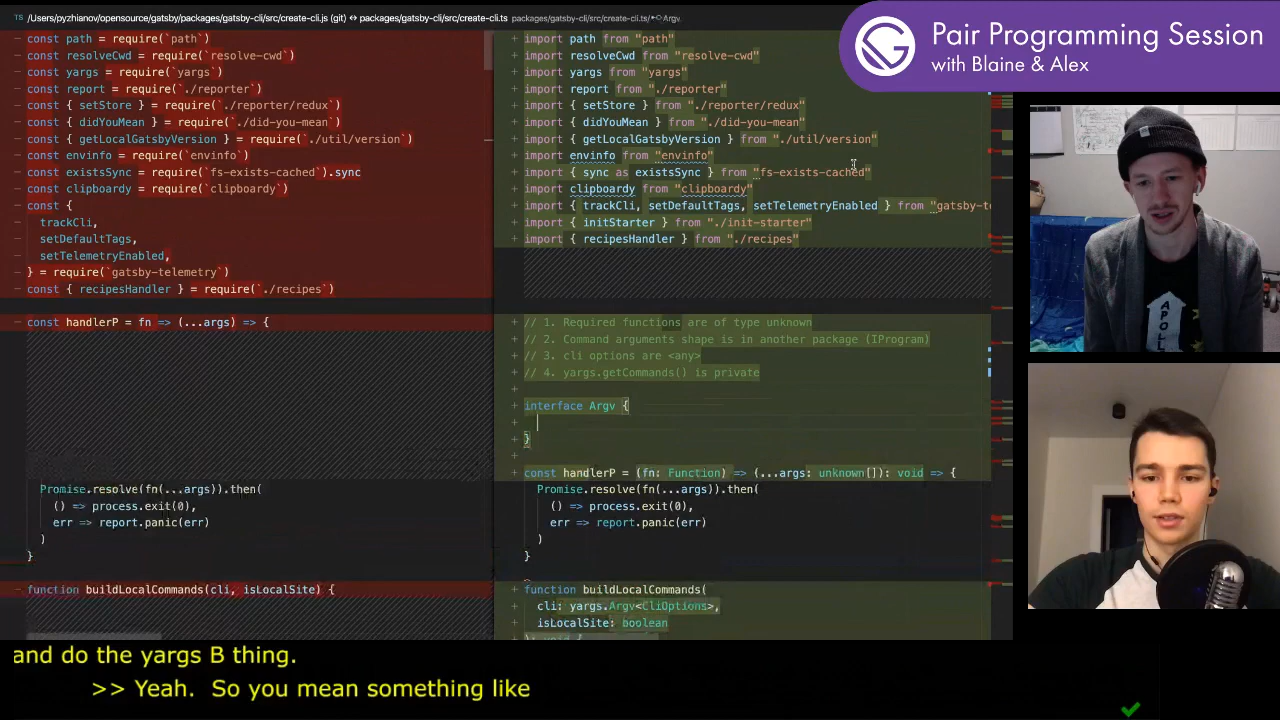 TS /Users/pyzhianov/opensource/gatsby/packages/gatsby-cli/src/create-cli.js (git) ↔ packages/gatsby-cli/src/create-cli.ts packages/gatsby-cli/src/create-cli.ts/Argv
Pair Programming Session
with Blaine & Alex
− const path = require(`path`)
− const resolveCwd = require(`resolve-cwd`)
− const yargs = require(`yargs`)
− const report = require(`./reporter`)
− const { setStore } = require(`./reporter/redux`)
− const { didYouMean } = require(`./did-you-mean`)
− const { getLocalGatsbyVersion } = require(`./util/version`)
− const envinfo = require(`envinfo`)
− const existsSync = require(`fs-exists-cached`).sync
− const clipboardy = require(`clipboardy`)
− const {
− trackCli,
− setDefaultTags,
− setTelemetryEnabled,
− } = require(`gatsby-telemetry`)
− const { recipesHandler } = require(`./recipes`)
− const handlerP = fn => (...args) => {
Promise.resolve(fn(...args)).then(
() => process.exit(0),
err => report.panic(err)
)
}
− function buildLocalCommands(cli, isLocalSite) {
+ import path from "path"
+ import resolveCwd from "resolve-cwd"
+ import yargs from "yargs"
+ import report from "./reporter"
+ import { setStore } from "./reporter/redux"
+ import { didYouMean } from "./did-you-mean"
+ import { getLocalGatsbyVersion } from "./util/version"
+ import envinfo from "envinfo"
+ import { sync as existsSync } from "fs-exists-cached"
+ import clipboardy from "clipboardy"
+ import { trackCli, setDefaultTags, setTelemetryEnabled } from "gatsby-te
+ import { initStarter } from "./init-starter"
+ import { recipesHandler } from "./recipes"
+ // 1. Required functions are of type unknown
+ // 2. Command arguments shape is in another package (IProgram)
+ // 3. cli options are <any>
+ // 4. yargs.getCommands() is private
+
+ interface Argv {
+
+ }
+
+ const handlerP = (fn: Function) => (...args: unknown[]): void => {
Promise.resolve(fn(...args)).then(
() => process.exit(0),
err => report.panic(err)
)
}
+ function buildLocalCommands(
+ cli: yargs.Argv<CliOptions>,
+ isLocalSite: boolean
+ ): void {
APOLL
and do the yargs B thing.
>> Yeah. So you mean something like